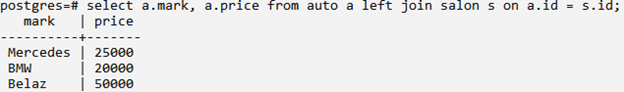 postgres=# select a.mark, a.price from auto a left join salon s on a.id = s.id;
   mark   | price
----------+-------
 Mercedes | 25000
 BMW      | 20000
 Belaz    | 50000